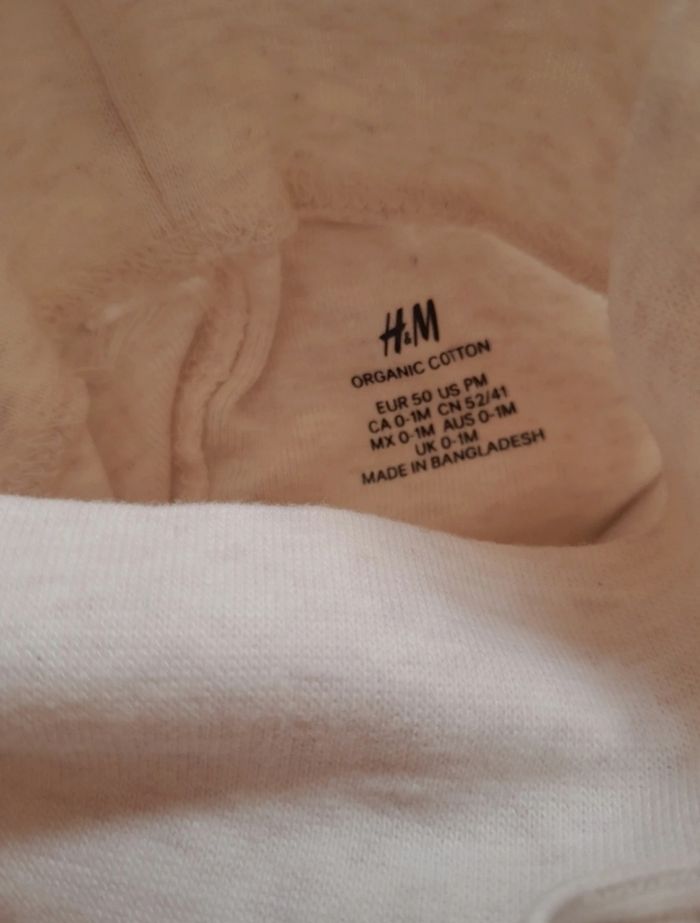 H&M
ORGANIC COTTON
EUR 50 US PM
CA 0-1M CN 52/41
MX 0-1M AUS 0-1M
UK 0-1M
MADE IN BANGLADESH